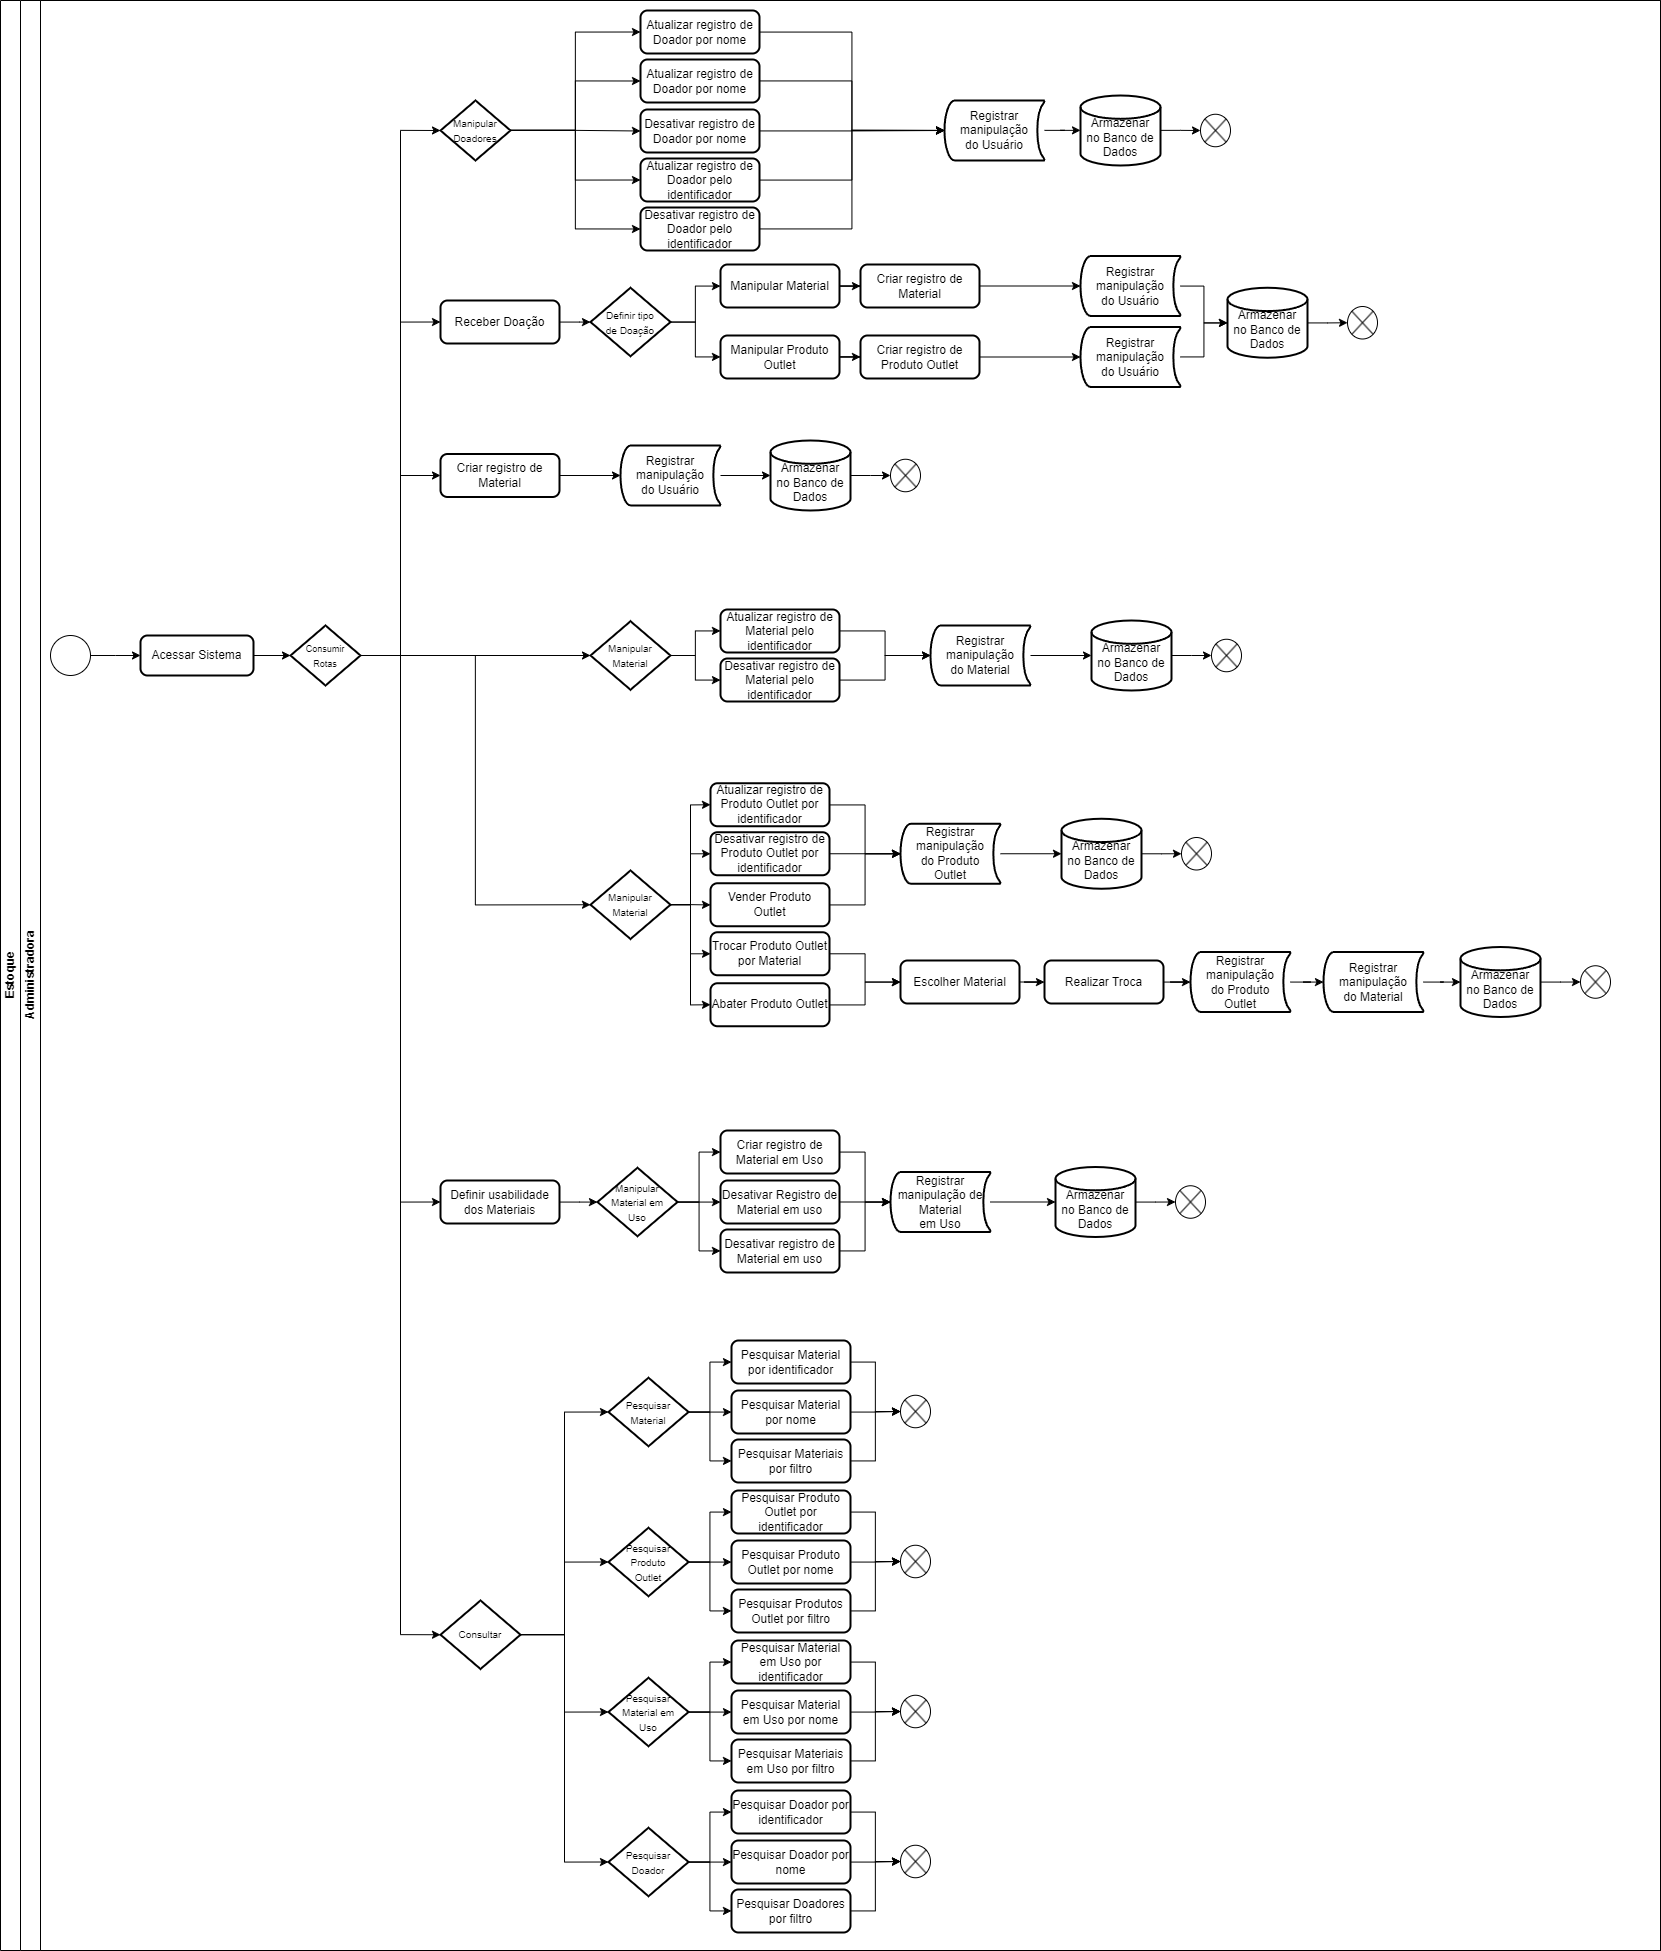 Estoque
Administradora
Acessar Sistema
Consumir
Rotas
Manipular
Doadores
Atualizar registro de
Doador por nome
Atualizar registro de
Doador por nome
Desativar registro de
Doador por nome
Atualizar registro de
Doador pelo
identificador
Desativar registro de
Doador pelo
identificador
Registrar
manipulação
do Usuário
Armazenar
no Banco de
Dados
Receber Doação
Definir tipo
de Doação
Manipular Material
Criar registro de
Material
Registrar
manipulação
do Usuário
Manipular Produto
Outlet
Criar registro de
Produto Outlet
Registrar
manipulação
do Usuário
Armazenar
no Banco de
Dados
Criar registro de
Material
Registrar
manipulação
do Usuário
Armazenar
no Banco de
Dados
Manipular
Material
Atualizar registro de
Material pelo
identificador
Desativar registro de
Material pelo
identificador
Registrar
manipulação
do Material
Armazenar
no Banco de
Dados
Manipular
Material
Atualizar registro de
Produto Outlet por
identificador
Desativar registro de
Produto Outlet por
identificador
Vender Produto
Outlet
Registrar
manipulação
do Produto
Outlet
Armazenar
no Banco de
Dados
Trocar Produto Outlet
por Material
Abater Produto Outlet
Escolher Material
Realizar Troca
Registrar
manipulação
do Produto
Outlet
Registrar
manipulação
do Material
Armazenar
no Banco de
Dados
Definir usabilidade
dos Materiais
Manipular
Material em
Uso
Criar registro de
Material em Uso
Desativar Registro de
Material em uso
Desativar registro de
Material em uso
Registrar
manipulação de
Material
em Uso
Armazenar
no Banco de
Dados
Consultar
Pesquisar
Material
Pesquisar Material
por identificador
Pesquisar Material
por nome
Pesquisar Materiais
por filtro
Pesquisar
Produto
Outlet
Pesquisar Produto
Outlet por
identificador
Pesquisar Produto
Outlet por nome
Pesquisar Produtos
Outlet por filtro
Pesquisar
Material em
Uso
Pesquisar Material
em Uso por
identificador
Pesquisar Material
em Uso por nome
Pesquisar Materiais
em Uso por filtro
Pesquisar
Doador
Pesquisar Doador por
identificador
Pesquisar Doador por
nome
Pesquisar Doadores
por filtro